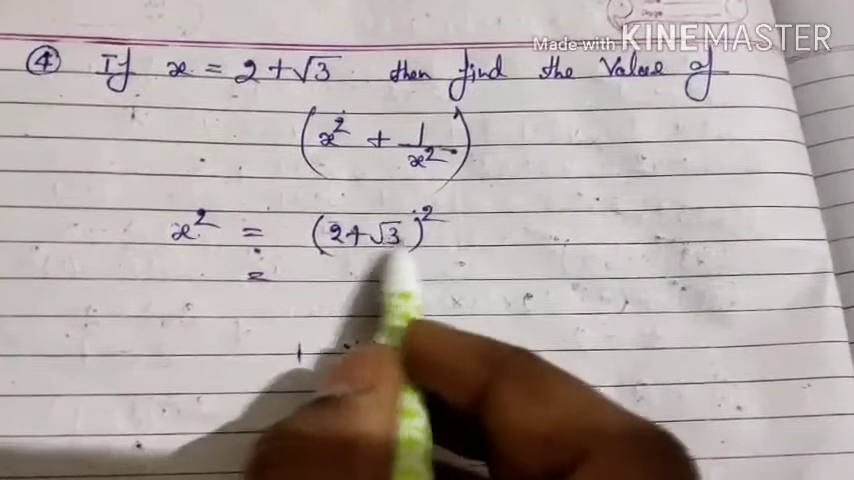 Made with KINEMASTER
④ If x = 2 + √3 then find the Value of
(x² + 1/x²)
x² = (2+√3)²
=